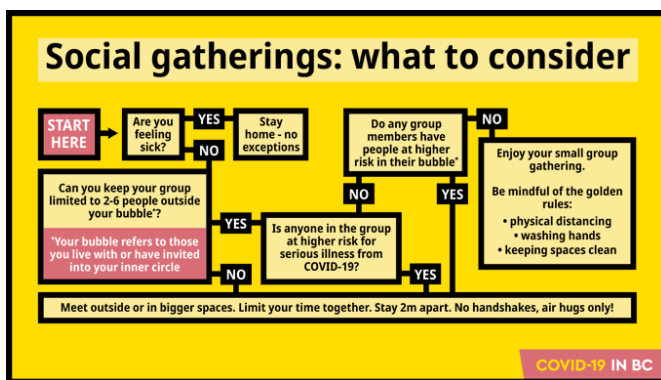 Social gatherings: what to consider
START
HERE
Are you
feeling
sick?
YES
Stay
home - no
exceptions
NO
Can you keep your group
limited to 2-6 people outside
your bubble*?
*Your bubble refers to those
you live with or have invited
into your inner circle
YES
NO
Is anyone in the group
at higher risk for
serious illness from
COVID-19?
NO
YES
Do any group
members have
people at higher
risk in their bubble*
YES
NO
Enjoy your small group
gathering.
Be mindful of the golden
rules:
• physical distancing
• washing hands
• keeping spaces clean
Meet outside or in bigger spaces. Limit your time together. Stay 2m apart. No handshakes, air hugs only!
COVID-19 IN BC